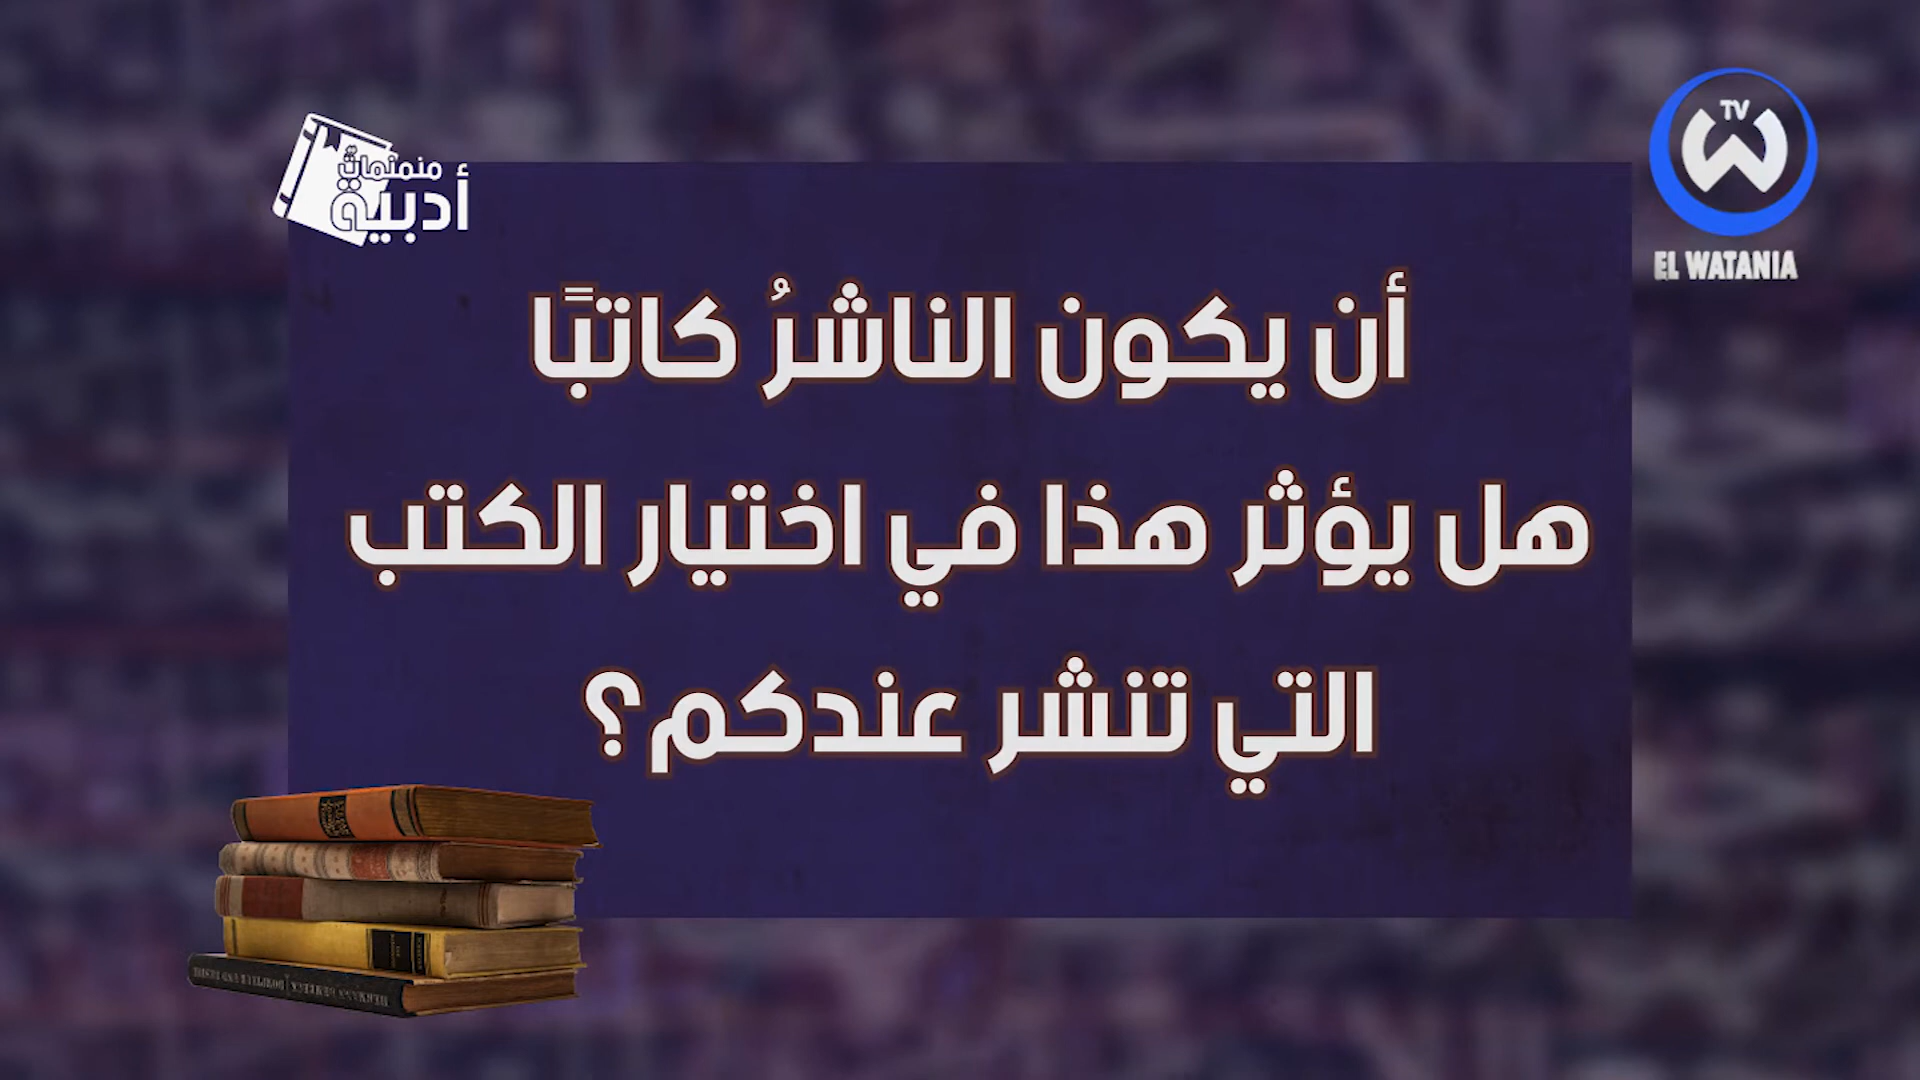 منمنماتٌ
أدبية
TV
W
EL WATANIA
أن يكون الناشرُ كاتبًا
هل يؤثر هذا في اختيار الكتب
التي تنشر عندكم؟